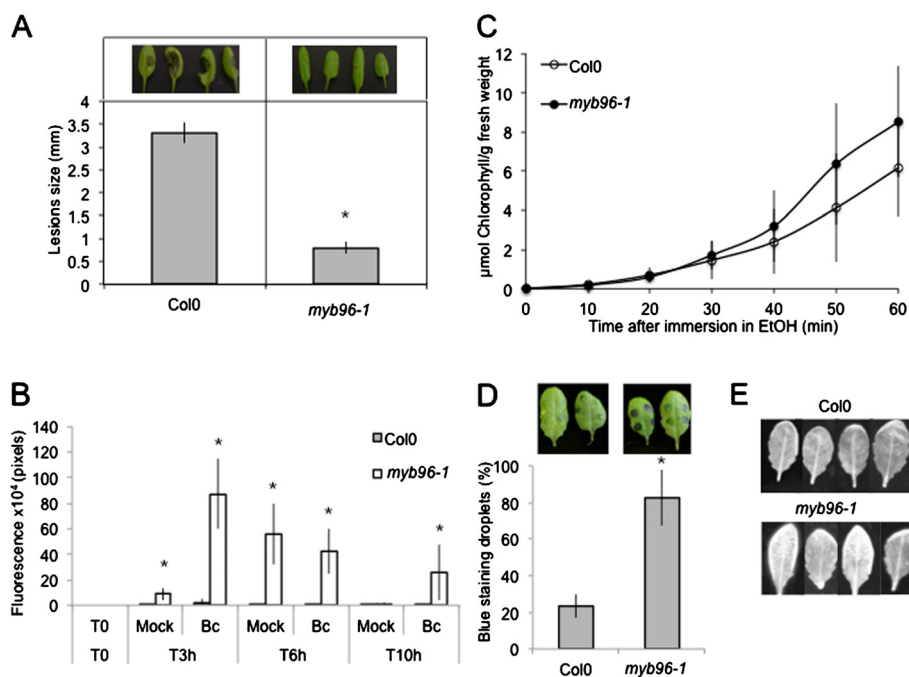 A
4
3.5
3
2.5
2
1.5
1
0.5
0
Lesions size (mm)
*
Col0
myb96-1
C
12
10
8
6
4
2
0
µmol Chlorophyll/g fresh weight
Col0
myb96-1
0 10 20 30 40 50 60
Time after immersion in EtOH (min)
B
140
120
100
80
60
40
20
0
Fluorescence x10⁴ (pixels)
Col0
myb96-1
* * * * *
T0 Mock Bc Mock Bc Mock Bc
T0 T3h T6h T10h
D
100
80
60
40
20
0
Blue staining droplets (%)
*
Col0 myb96-1
E
Col0
myb96-1